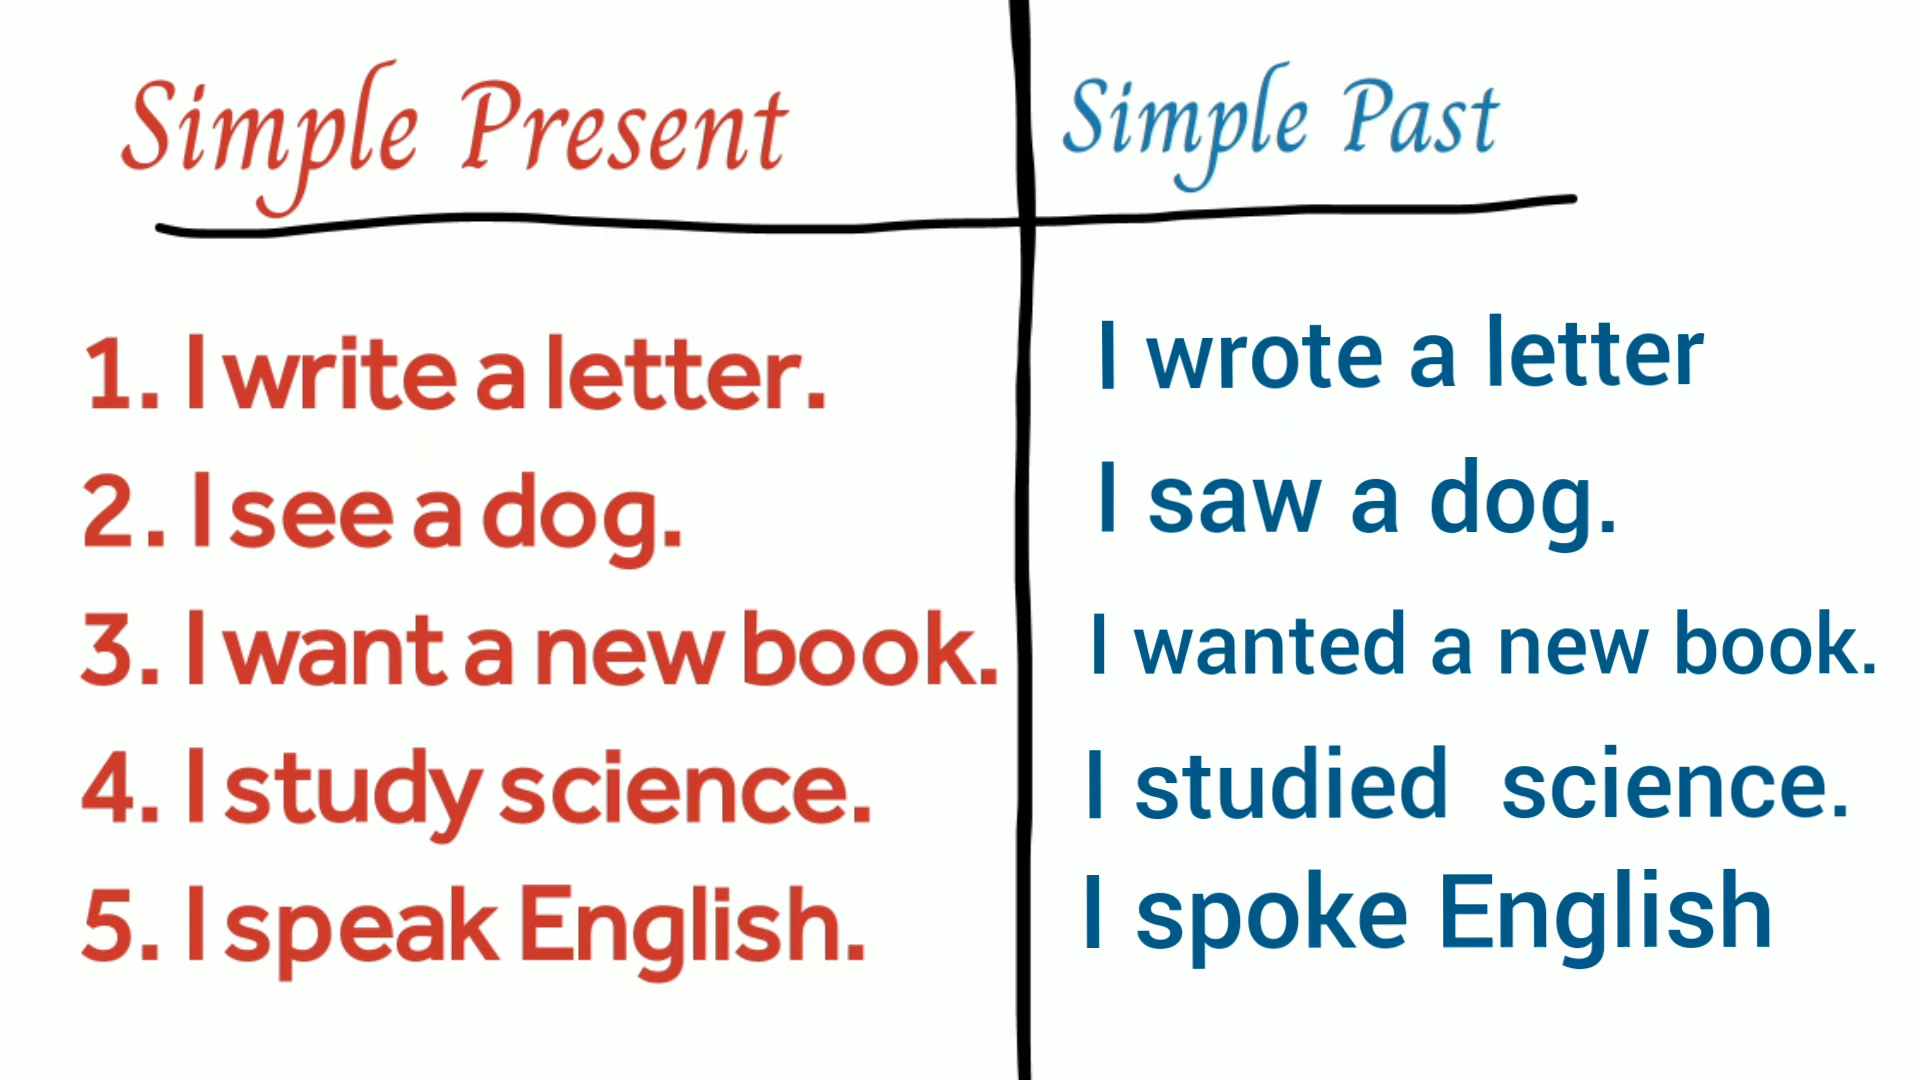 Simple Present
Simple Past
1. I write a letter.
I wrote a letter
2. I see a dog.
I saw a dog.
3. I want a new book.
I wanted a new book.
4. I study science.
I studied science.
5. I speak English.
I spoke English